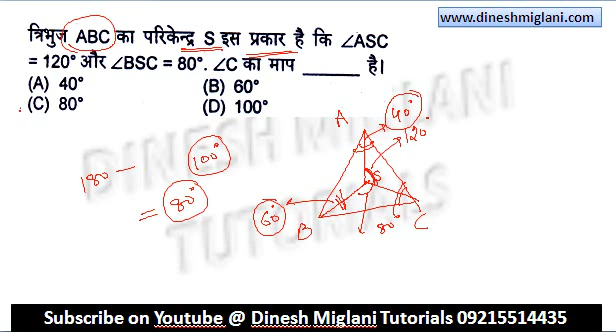 www.dineshmiglani.com
त्रिभुज ABC का परिकेन्द्र S इस प्रकार है कि ∠ASC
= 120° और ∠BSC = 80°. ∠C का माप ________ है।
(A) 40° (B) 60°
(C) 80° (D) 100°
DINESH MIGLANI
TUTORIALS
A 40°
120°
180 - 100°
= 80°
S
60°
B 80° C
Subscribe on Youtube @ Dinesh Miglani Tutorials 09215514435